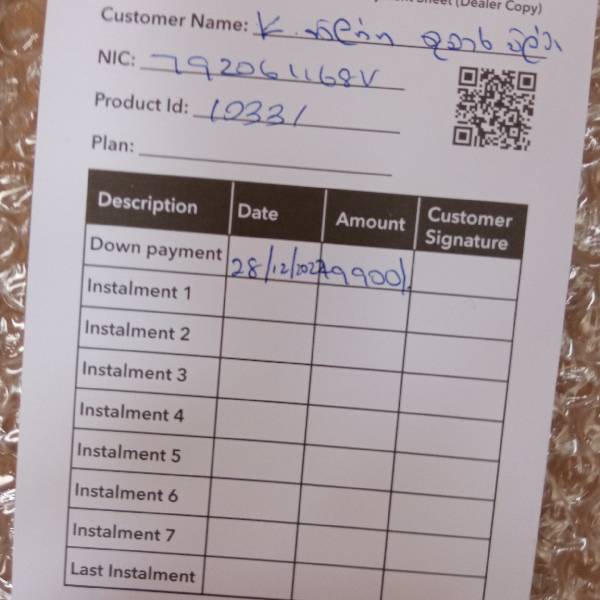 Sheet (Dealer Copy)
Customer Name: K.
NIC: 792061168V
Product Id: 10331
Plan:
Description Date Amount Customer Signature
Down payment 28/12/2024 9900/.
Instalment 1
Instalment 2
Instalment 3
Instalment 4
Instalment 5
Instalment 6
Instalment 7
Last Instalment